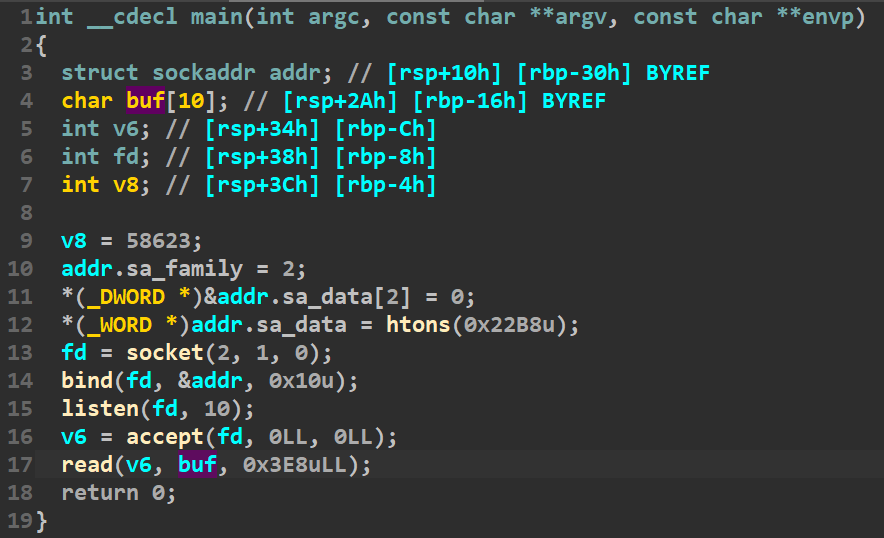 1 int __cdecl main(int argc, const char **argv, const char **envp)
2 {
3   struct sockaddr addr; // [rsp+10h] [rbp-30h] BYREF
4   char buf[10]; // [rsp+2Ah] [rbp-16h] BYREF
5   int v6; // [rsp+34h] [rbp-Ch]
6   int fd; // [rsp+38h] [rbp-8h]
7   int v8; // [rsp+3Ch] [rbp-4h]
8
9   v8 = 58623;
10   addr.sa_family = 2;
11   *(_DWORD *)&addr.sa_data[2] = 0;
12   *(_WORD *)addr.sa_data = htons(0x22B8u);
13   fd = socket(2, 1, 0);
14   bind(fd, &addr, 0x10u);
15   listen(fd, 10);
16   v6 = accept(fd, 0LL, 0LL);
17   read(v6, buf, 0x3E8uLL);
18   return 0;
19 }